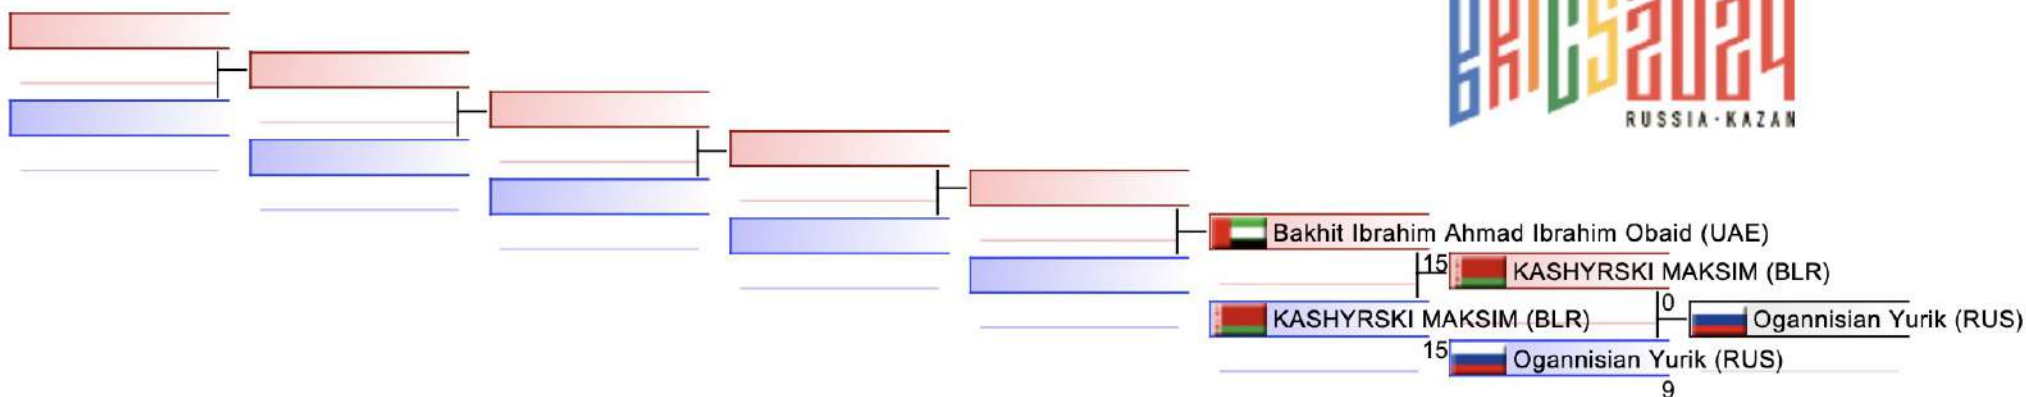 BRICS2024
RUSSIA·KAZAN
Bakhit Ibrahim Ahmad Ibrahim Obaid (UAE)
15
KASHYRSKI MAKSIM (BLR)
0
KASHYRSKI MAKSIM (BLR)
Ogannisian Yurik (RUS)
15
Ogannisian Yurik (RUS)
9